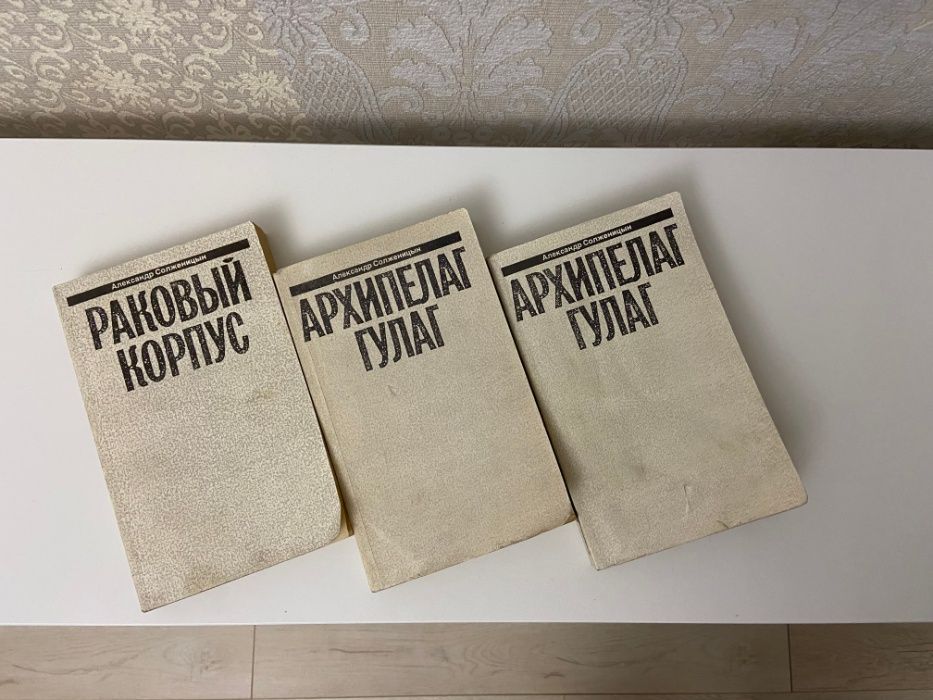 Александр Солженицын
РАКОВЫЙ
КОРПУС
Александр Солженицын
АРХИПЕЛАГ
ГУЛАГ
Александр Солженицын
АРХИПЕЛАГ
ГУЛАГ